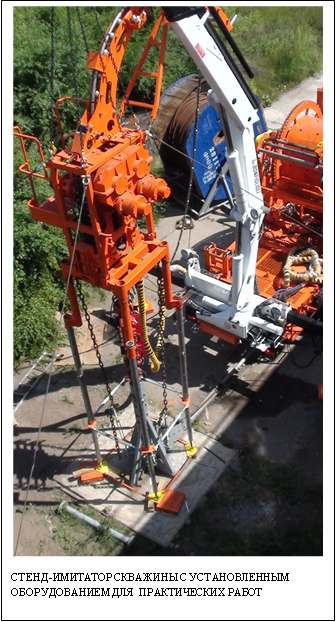 СТЕНД-ИМИТАТОР СКВАЖИНЫ С УСТАНОВЛЕННЫМ
ОБОРУДОВАНИЕМ ДЛЯ ПРАКТИЧЕСКИХ РАБОТ